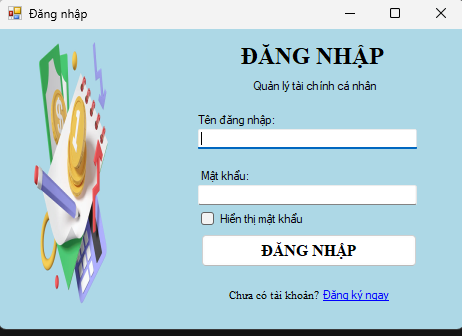 Đăng nhập
ĐĂNG NHẬP
Quản lý tài chính cá nhân
Tên đăng nhập:
Mật khẩu:
Hiển thị mật khẩu
ĐĂNG NHẬP
Chưa có tài khoản? Đăng ký ngay